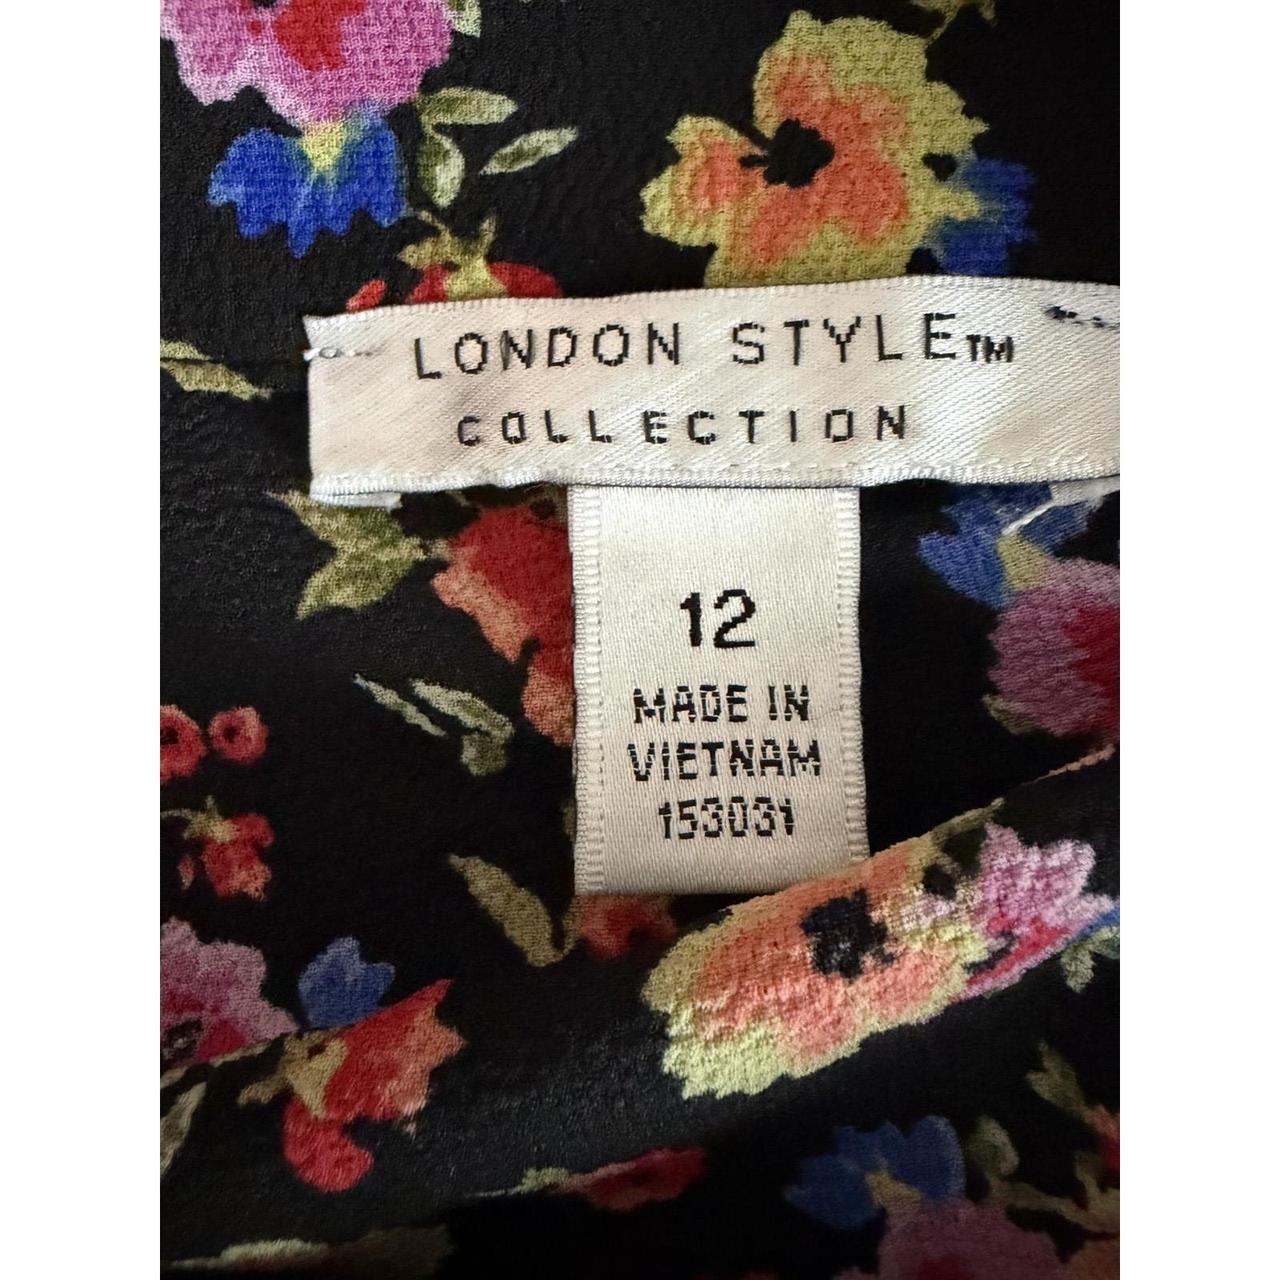 LONDON STYLE™
COLLECTION
12
MADE IN
VIETNAM
153031